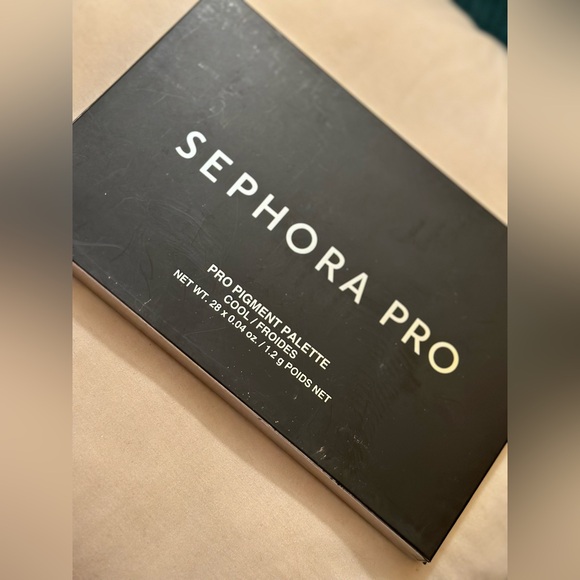 SEPHORA PRO
PRO PIGMENT PALETTE
COOL / FROIDES
NET WT. 28 x 0.04 oz. / 1.2 g POIDS NET